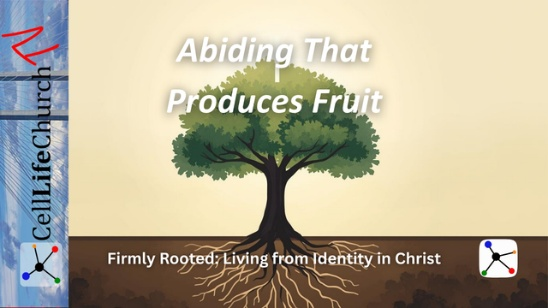 Abiding That
Produces Fruit
Firmly Rooted: Living from Identity in Christ
CellLifeChurch